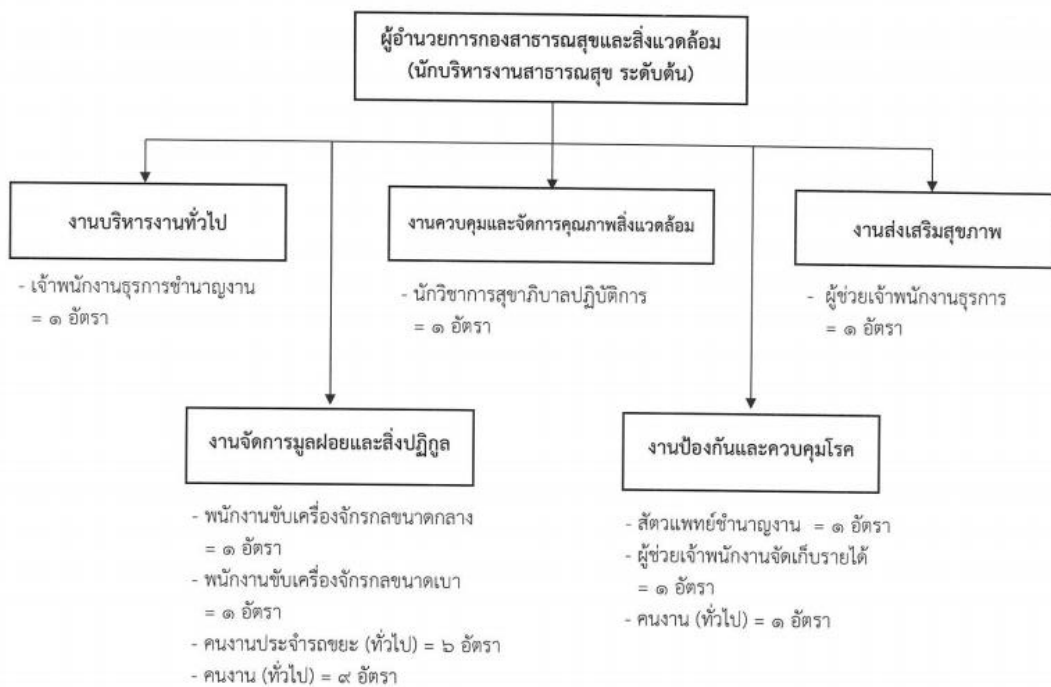 ผู้อำนวยการกองสาธารณสุขและสิ่งแวดล้อม
(นักบริหารงานสาธารณสุข ระดับต้น)
งานบริหารงานทั่วไป
- เจ้าพนักงานธุรการชำนาญงาน
= ๑ อัตรา
งานควบคุมและจัดการคุณภาพสิ่งแวดล้อม
- นักวิชาการสุขาภิบาลปฏิบัติการ
= ๑ อัตรา
งานส่งเสริมสุขภาพ
- ผู้ช่วยเจ้าพนักงานธุรการ
= ๑ อัตรา
งานจัดการมูลฝอยและสิ่งปฏิกูล
- พนักงานขับเครื่องจักรกลขนาดกลาง
= ๑ อัตรา
- พนักงานขับเครื่องจักรกลขนาดเบา
= ๑ อัตรา
- คนงานประจำรถขยะ (ทั่วไป) = ๖ อัตรา
- คนงาน (ทั่วไป) = ๙ อัตรา
งานป้องกันและควบคุมโรค
- สัตวแพทย์ชำนาญงาน = ๑ อัตรา
- ผู้ช่วยเจ้าพนักงานจัดเก็บรายได้
= ๑ อัตรา
- คนงาน (ทั่วไป) = ๑ อัตรา